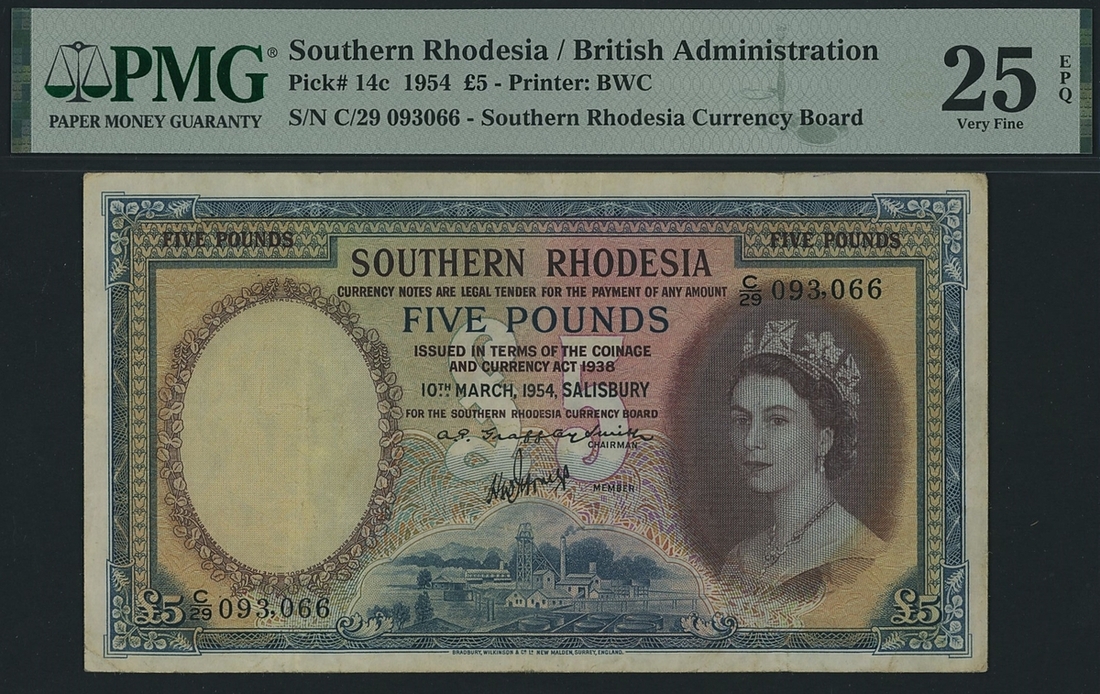 PMG®
PAPER MONEY GUARANTY
Southern Rhodesia / British Administration
Pick# 14c 1954 £5 - Printer: BWC
S/N C/29 093066 - Southern Rhodesia Currency Board
25
Very Fine
EPQ
FIVE POUNDS
FIVE POUNDS
SOUTHERN RHODESIA
CURRENCY NOTES ARE LEGAL TENDER FOR THE PAYMENT OF ANY AMOUNT
C/29 093,066
FIVE POUNDS
£5
ISSUED IN TERMS OF THE COINAGE
AND CURRENCY ACT 1938
10TH MARCH, 1954, SALISBURY
FOR THE SOUTHERN RHODESIA CURRENCY BOARD
CHAIRMAN
MEMBER
£5 C/29 093,066
£5
BRADBURY, WILKINSON & Co Ld NEW MALDEN, SURREY, ENGLAND.